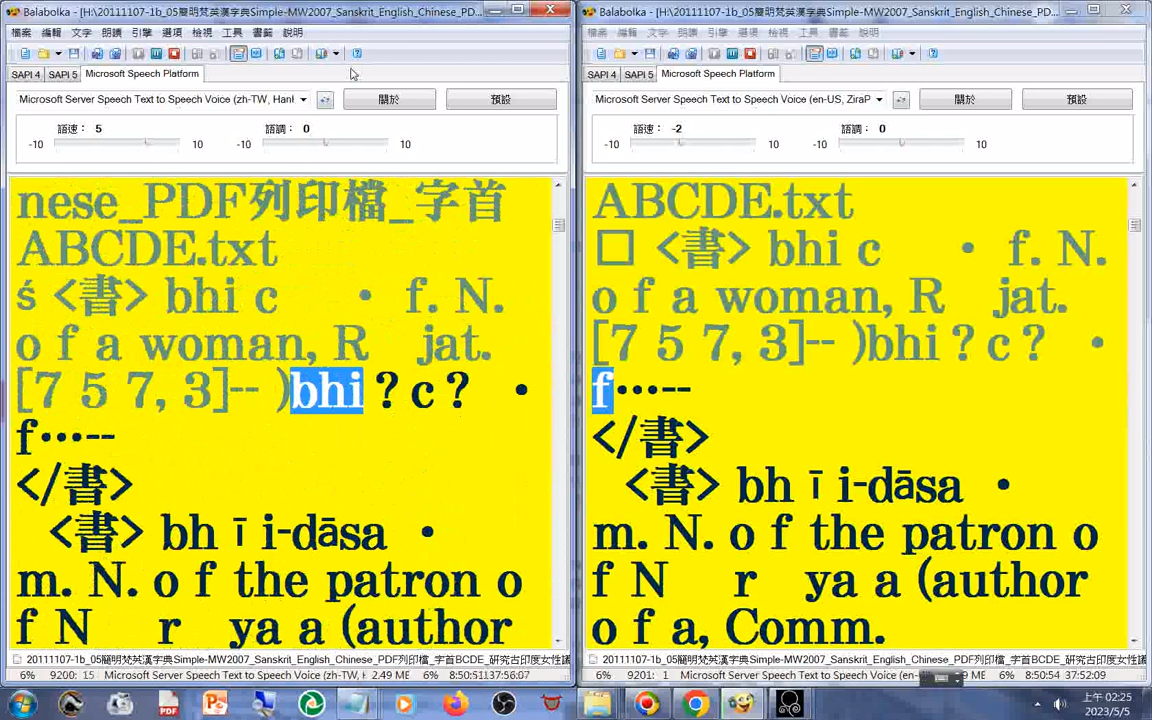 Balabolka - [H:\20111107-1b_05簡明梵英漢字典Simple-MW2007_Sanskrit_English_Chinese_PD...
檔案 編輯 文字 朗讀 引擎 選項 檢視 工具 書籤 說明
SAPI 4 SAPI 5 Microsoft Speech Platform
Microsoft Server Speech Text to Speech Voice (zh-TW, Hanl 關於 預設
語速： 5 語調： 0
-10 10 -10 10
nese_PDF列印檔_字首
ABCDE.txt
ś <書> bhi c • f. N.
o f a woman, R jat.
[7 5 7, 3]-- )bhi ? c ? •
f…--
</書>
<書> bh ī i-dāsa •
m. N. o f the patron o
f N r ya a (author
20111107-1b_05簡明梵英漢字典Simple-MW2007_Sanskrit_English_Chinese_PDF列印檔_字首BCDE_研究古印度女性議
6% 9200: 15 Microsoft Server Speech Text to Speech Voice (zh-TW, H 2.49 MB 6% 8:50:51/37:56:07
Balabolka - [H:\20111107-1b_05簡明梵英漢字典Simple-MW2007_Sanskrit_English_Chinese_PD...
檔案 編輯 文字 朗讀 引擎 選項 檢視 工具 書籤 說明
SAPI 4 SAPI 5 Microsoft Speech Platform
Microsoft Server Speech Text to Speech Voice (en-US, ZiraP 關於 預設
語速： -2 語調： 0
-10 10 -10 10
ABCDE.txt
□ <書> bhi c • f. N.
o f a woman, R jat.
[7 5 7, 3]-- )bhi ? c ? •
f…--
</書>
<書> bh ī i-dāsa •
m. N. o f the patron o
f N r ya a (author
o f a, Comm.
20111107-1b_05簡明梵英漢字典Simple-MW2007_Sanskrit_English_Chinese_PDF列印檔_字首BCDE_研究古印度女性議
6% 9201: 1 Microsoft Server Speech Text to Speech Voice (en-US, Z 9 MB 6% 8:50:54 37:52:09
上午 02:25
2023/5/5